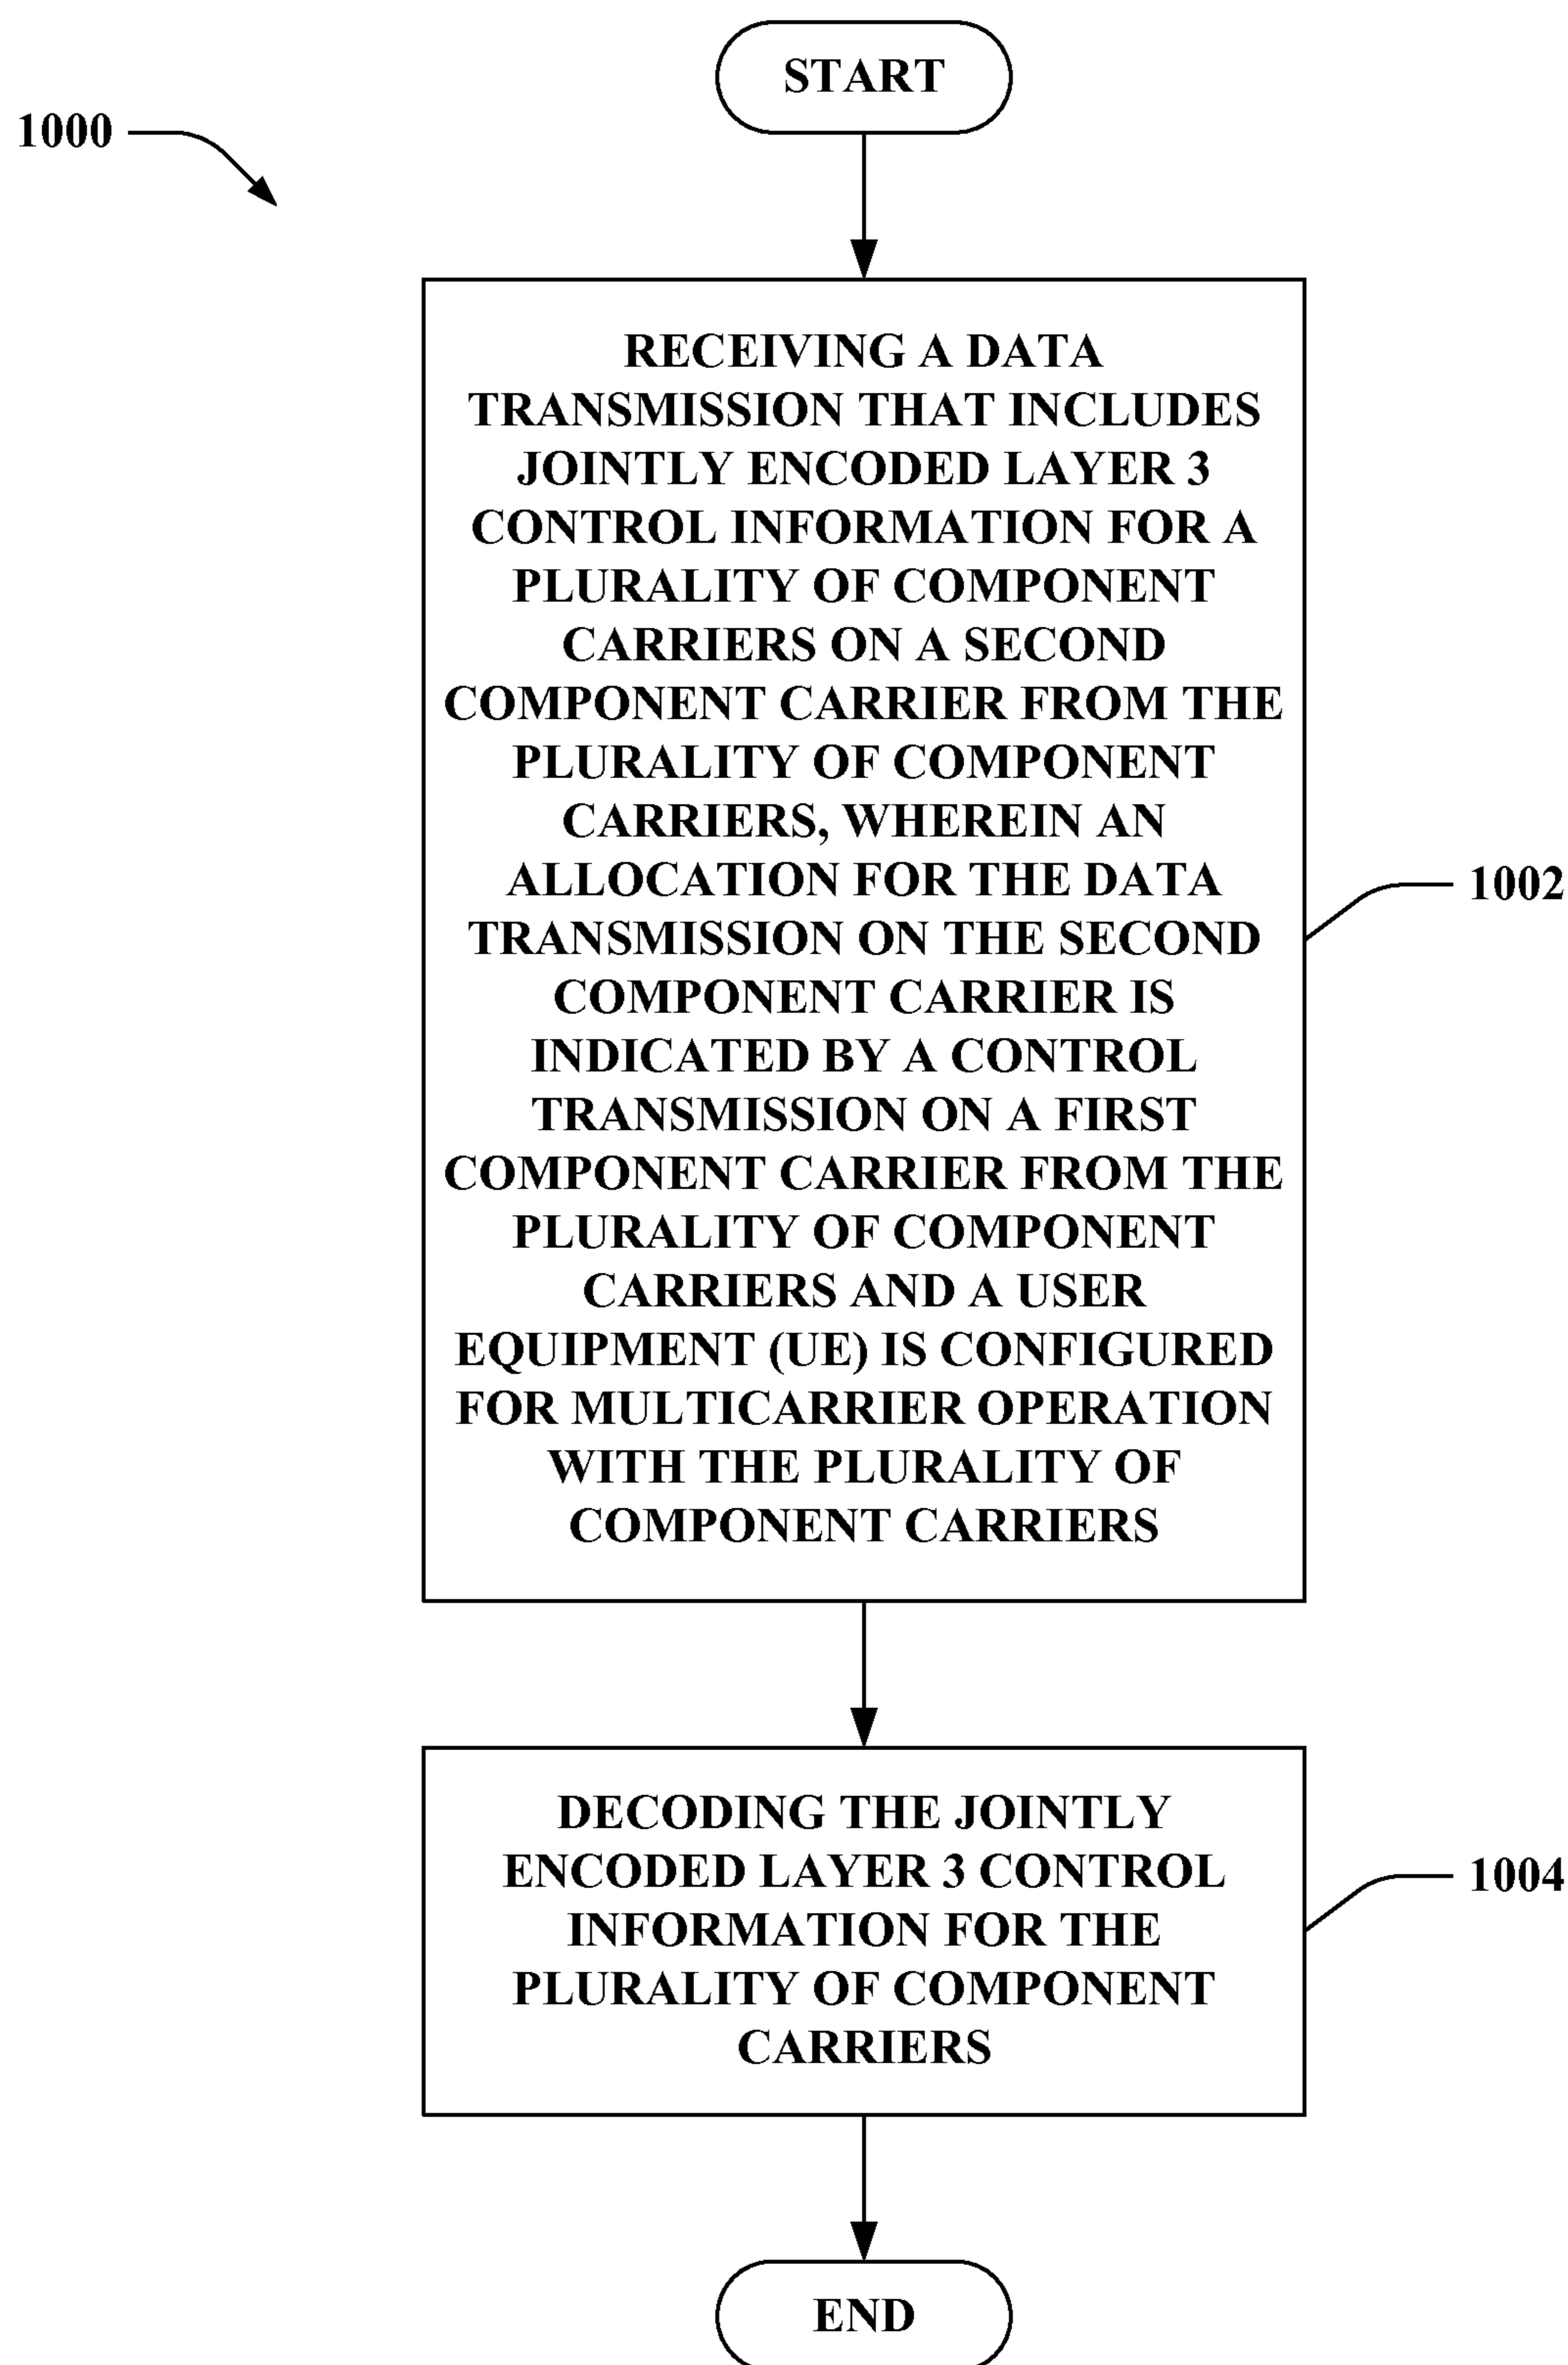 START
1000
RECEIVING A DATA
TRANSMISSION THAT INCLUDES
JOINTLY ENCODED LAYER 3
CONTROL INFORMATION FOR A
PLURALITY OF COMPONENT
CARRIERS ON A SECOND
COMPONENT CARRIER FROM THE
PLURALITY OF COMPONENT
CARRIERS, WHEREIN AN
ALLOCATION FOR THE DATA
TRANSMISSION ON THE SECOND
COMPONENT CARRIER IS
INDICATED BY A CONTROL
TRANSMISSION ON A FIRST
COMPONENT CARRIER FROM THE
PLURALITY OF COMPONENT
CARRIERS AND A USER
EQUIPMENT (UE) IS CONFIGURED
FOR MULTICARRIER OPERATION
WITH THE PLURALITY OF
COMPONENT CARRIERS
1002
DECODING THE JOINTLY
ENCODED LAYER 3 CONTROL
INFORMATION FOR THE
PLURALITY OF COMPONENT
CARRIERS
1004
END